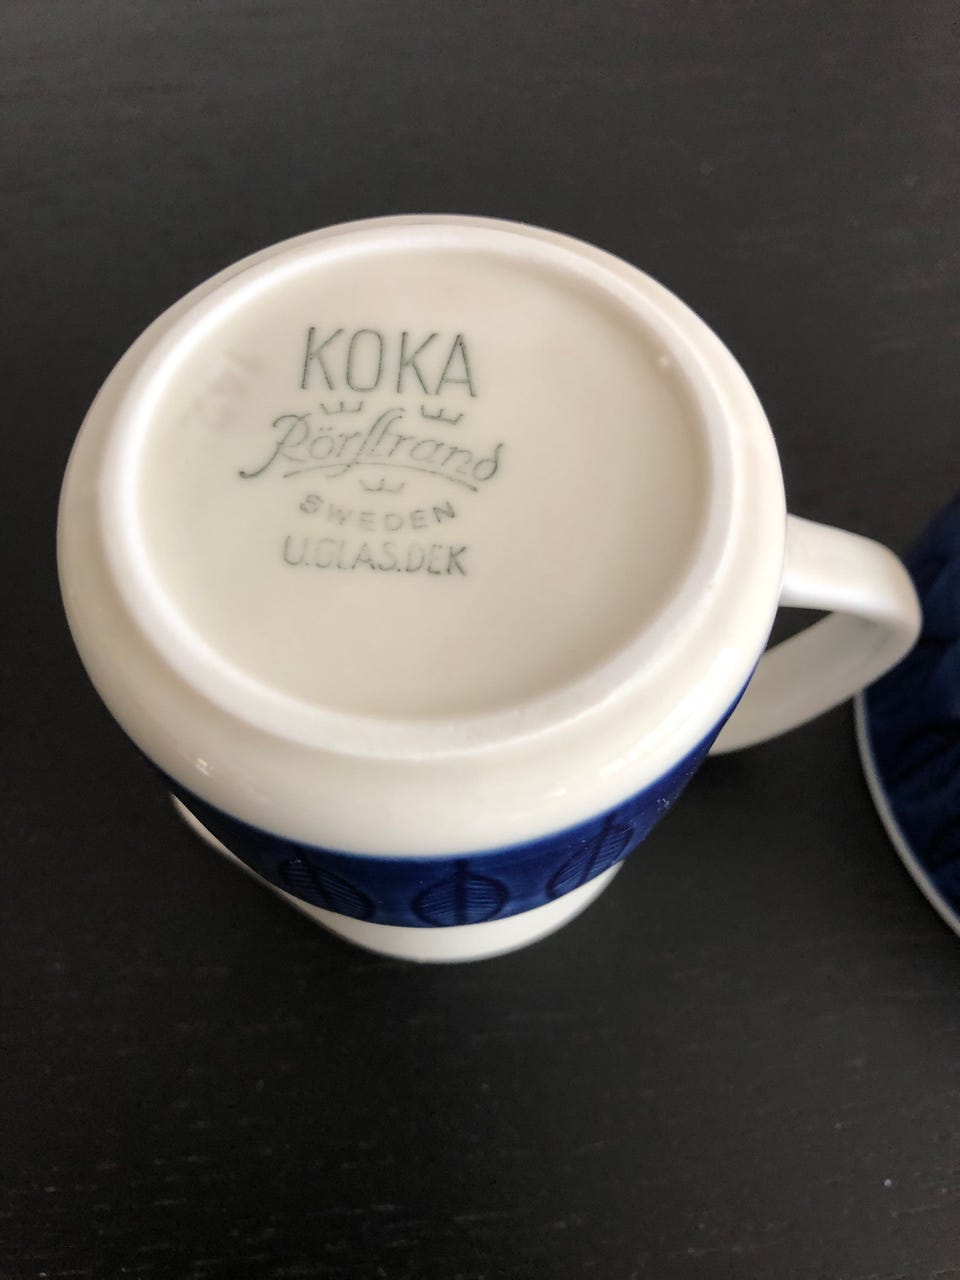 KOKA
Rörstrand
SWEDEN
U.GLAS.DEK